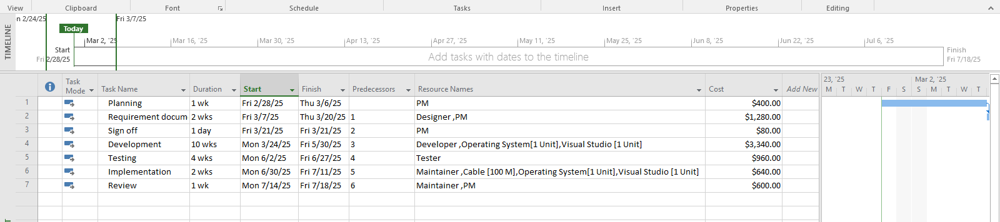 View Clipboard Font Schedule Tasks Insert Properties Editing
TIMELINE
n 2/24/25 Fri 3/7/25
Today
Mar 2, '25 Mar 16, '25 Mar 30, '25 Apr 13, '25 Apr 27, '25 May 11, '25 May 25, '25 Jun 8, '25 Jun 22, '25 Jul 6, '25
Start
Fri 2/28/25
Add tasks with dates to the timeline
Finish
Fri 7/18/25
Task Mode Task Name Duration Start Finish Predecessors Resource Names Cost Add New
23, '25 Mar 2, '25
M T W T F S S M T W T
1 Planning 1 wk Fri 2/28/25 Thu 3/6/25 PM $400.00
2 Requirement docum 2 wks Fri 3/7/25 Thu 3/20/25 1 Designer ,PM $1,280.00
3 Sign off 1 day Fri 3/21/25 Fri 3/21/25 2 PM $80.00
4 Development 10 wks Mon 3/24/25 Fri 5/30/25 3 Developer ,Operating System[1 Unit],Visual Studio [1 Unit] $3,340.00
5 Testing 4 wks Mon 6/2/25 Fri 6/27/25 4 Tester $960.00
6 Implementation 2 wks Mon 6/30/25 Fri 7/11/25 5 Maintainer ,Cable [100 M],Operating System[1 Unit],Visual Studio [1 Unit] $640.00
7 Review 1 wk Mon 7/14/25 Fri 7/18/25 6 Maintainer ,PM $600.00